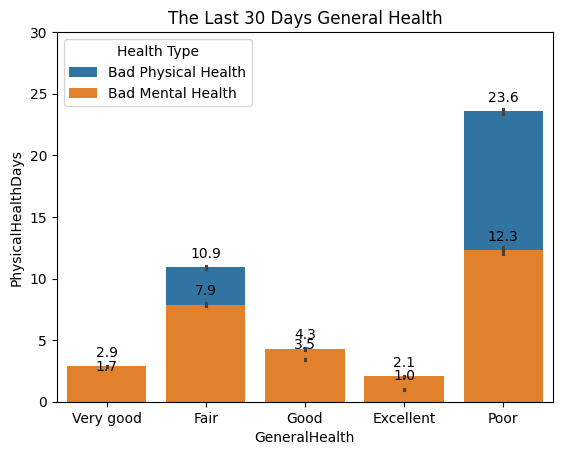 The Last 30 Days General Health
Health Type
Bad Physical Health
Bad Mental Health
PhysicalHealthDays
30
25
20
15
10
5
0
2.9
1.7
10.9
7.9
4.3
3.5
2.1
1.0
23.6
12.3
Very good Fair Good Excellent Poor
GeneralHealth